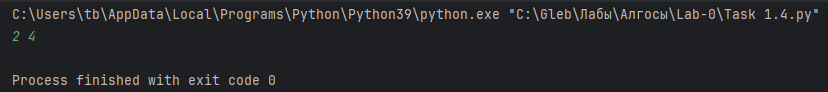 C:\Users\tb\AppData\Local\Programs\Python\Python39\python.exe "C:\Gleb\Лабы\Алгосы\Lab-0\Task 1.4.py"
2 4
Process finished with exit code 0